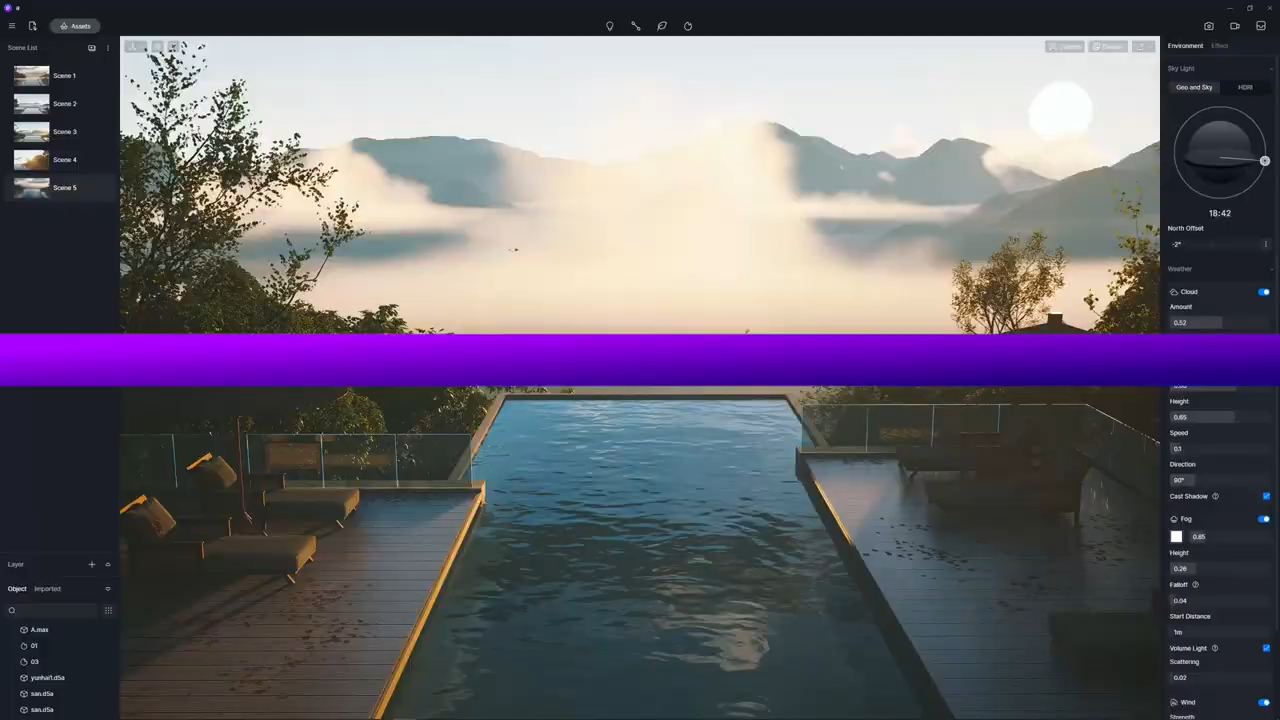 Assets
Scene List
Scene 1
Scene 2
Scene 3
Scene 4
Scene 5
Layer
Object Imported
A.max
01
03
yunhai1.d5a
san.d5a
san.d5a
Environment Effect
Sky Light
Geo and Sky HDRI
18:42
North Offset
-2°
Weather
Cloud
Amount
0.52
Height
0.65
Speed
0.1
Direction
90°
Cast Shadow
Fog
0.85
Height
0.26
Falloff
0.04
Start Distance
1m
Volume Light
Scattering
0.02
Wind
Strength